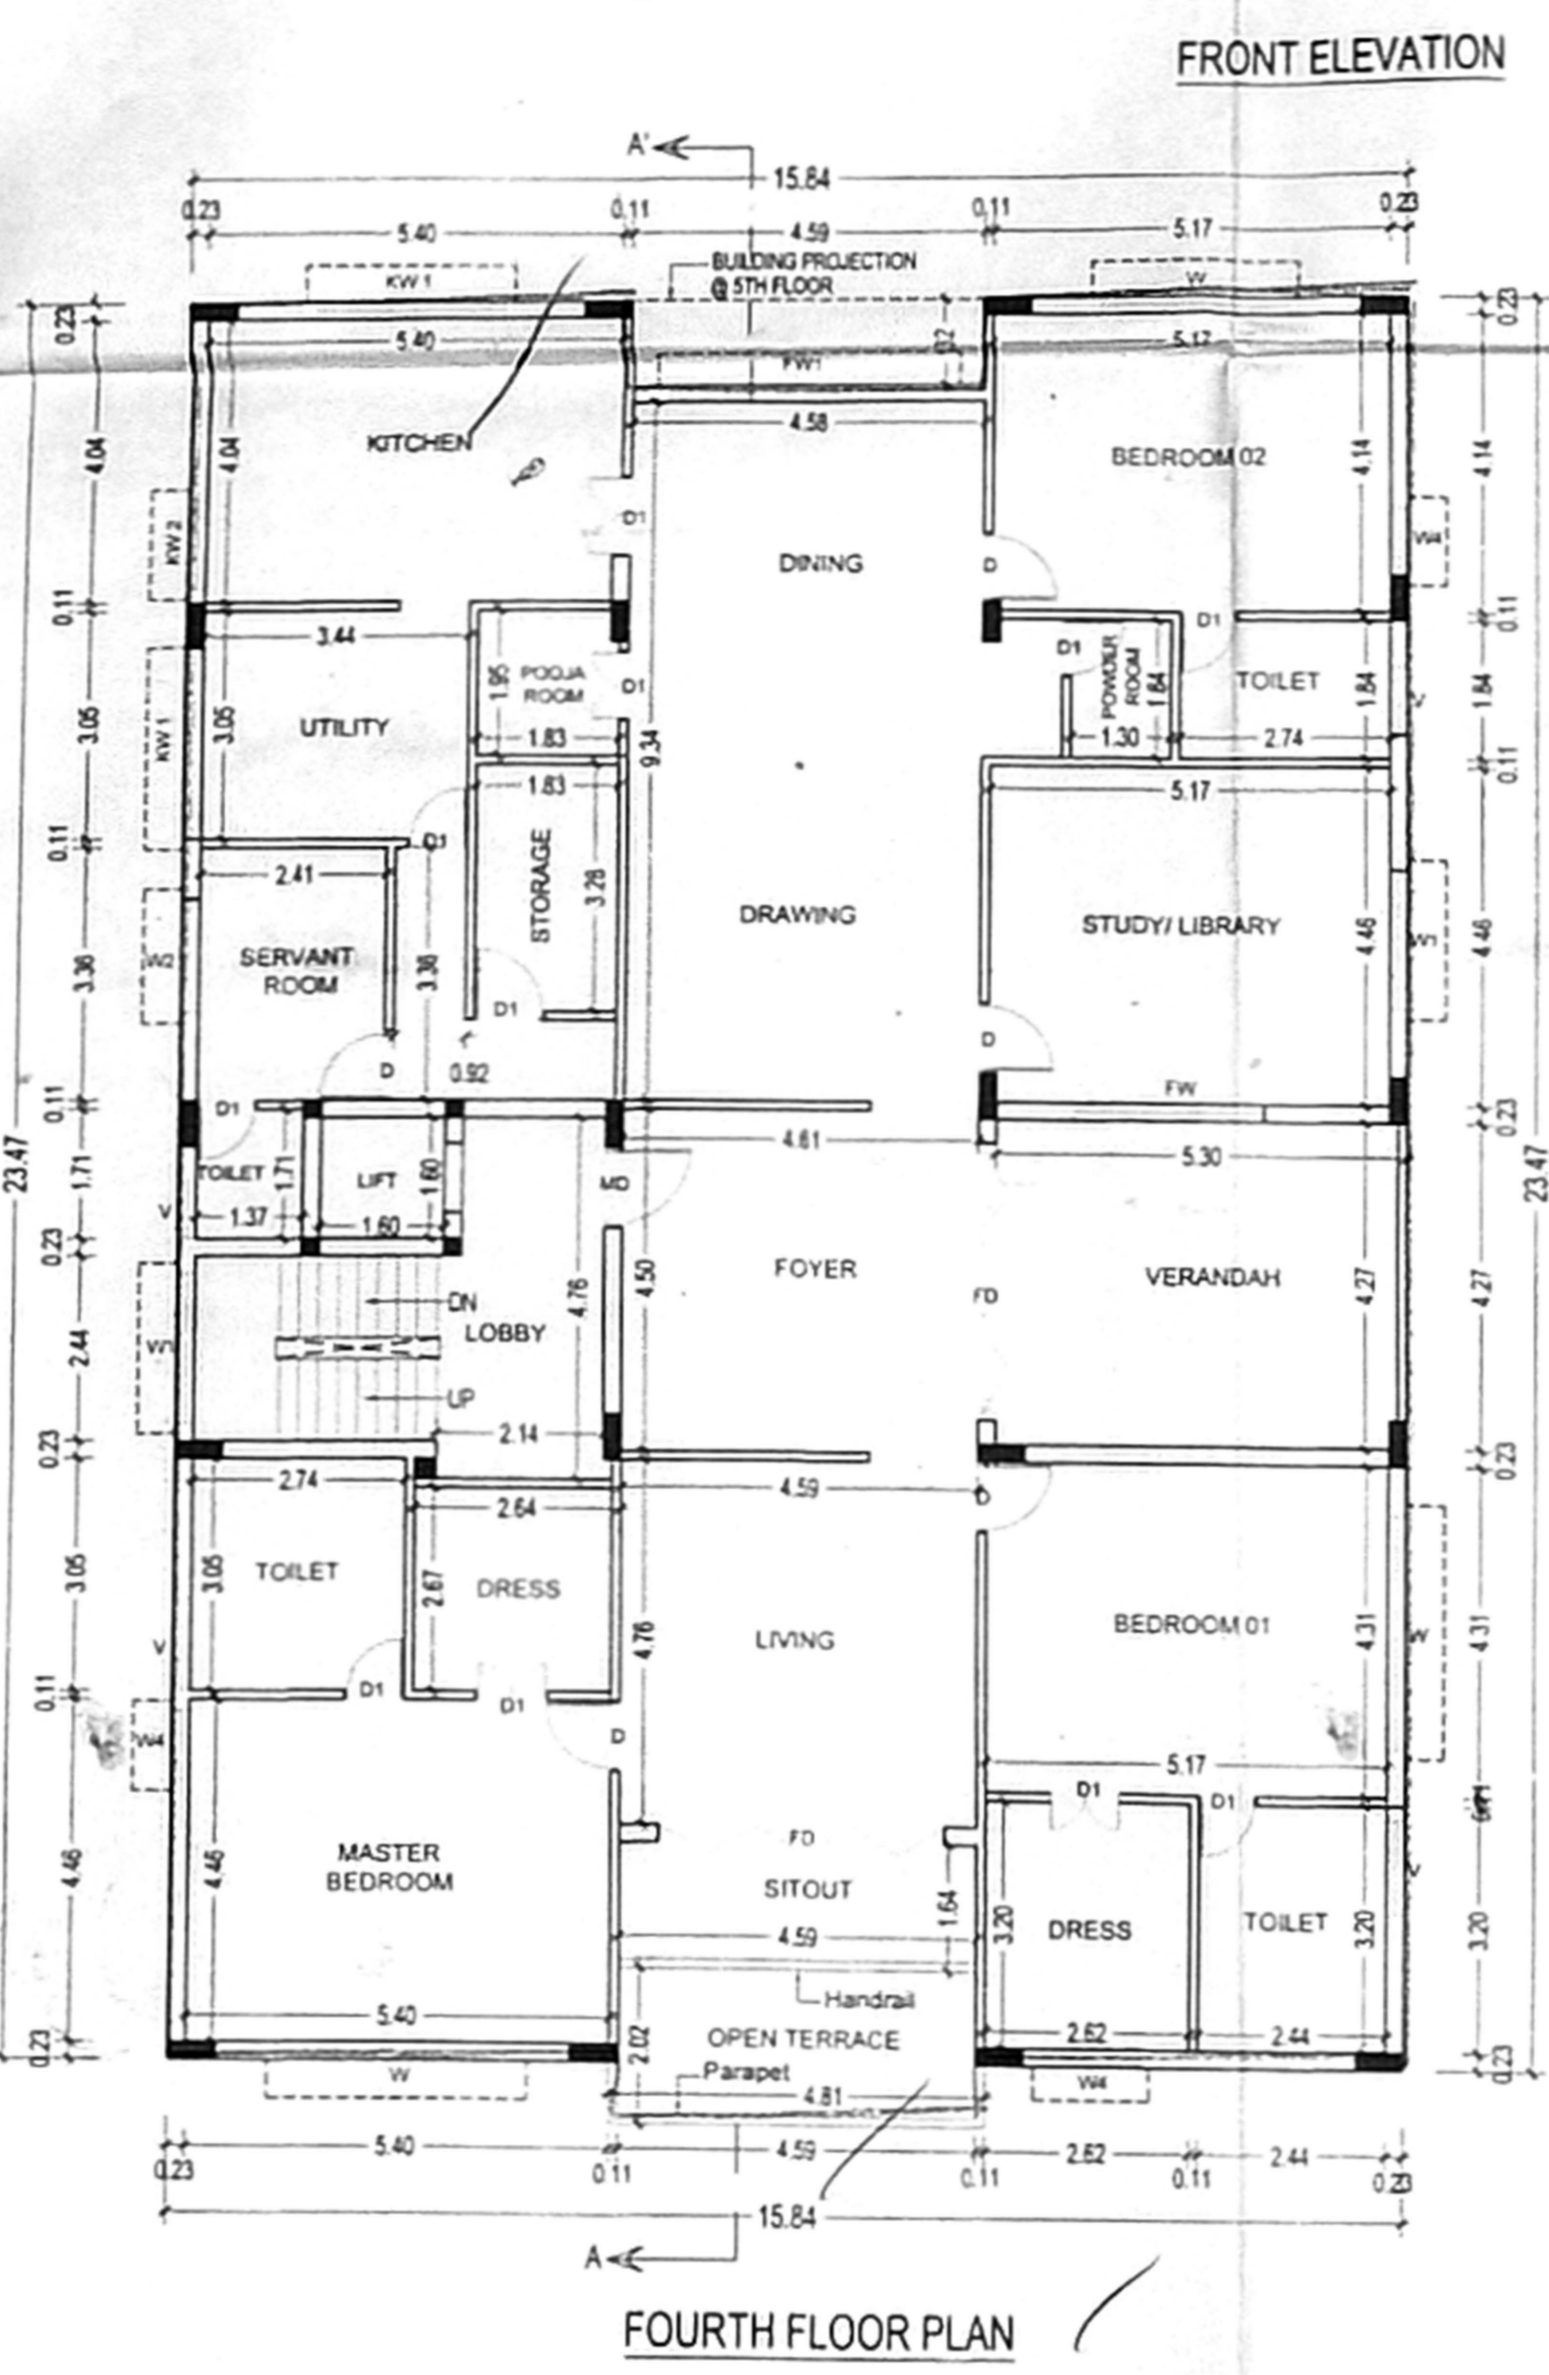 FRONT ELEVATION
A'
15.84
0.23
0.11
0.11
0.23
5.40
4.59
5.17
BUILDING PROJECTION
@ 5TH FLOOR
KW 1
W
0.23
0.23
5.40
5.17
FW1
4.58
KITCHEN
4.04
4.04
BEDROOM 02
4.14
4.14
KW 2
D1
W4
DINING
D
0.11
0.11
3.44
D1
D1
POOJA
ROOM
1.95
D1
POWDER
ROOM
1.84
TOILET
1.84
1.84
V
UTILITY
3.05
3.05
KW 1
1.83
9.34
1.30
2.74
0.11
1.83
5.17
0.11
D1
2.41
STORAGE
3.28
DRAWING
STUDY/ LIBRARY
4.46
4.46
SERVANT
ROOM
W2
3.36
3.36
D1
D
D
0.92
FW
0.11
D1
0.23
4.61
5.30
23.47
23.47
TOILET
1.71
1.71
LIFT
1.60
MD
V
1.37
1.60
0.23
4.76
4.50
FOYER
VERANDAH
4.27
4.27
FD
DN
LOBBY
2.44
UP
0.23
2.14
0.23
2.74
4.59
D
2.64
TOILET
3.05
3.05
2.67
DRESS
LIVING
4.76
BEDROOM 01
4.31
4.31
W
V
0.11
D1
D1
D
W4
5.17
D1
D1
FD
MASTER
BEDROOM
4.46
4.46
V
SITOUT
1.64
3.20
DRESS
TOILET
3.20
3.20
4.59
Handrail
5.40
2.02
OPEN TERRACE
2.62
2.44
0.23
Parapet
0.23
W
4.81
W4
5.40
4.59
2.62
2.44
0.23
0.11
0.11
0.11
0.23
15.84
A
FOURTH FLOOR PLAN